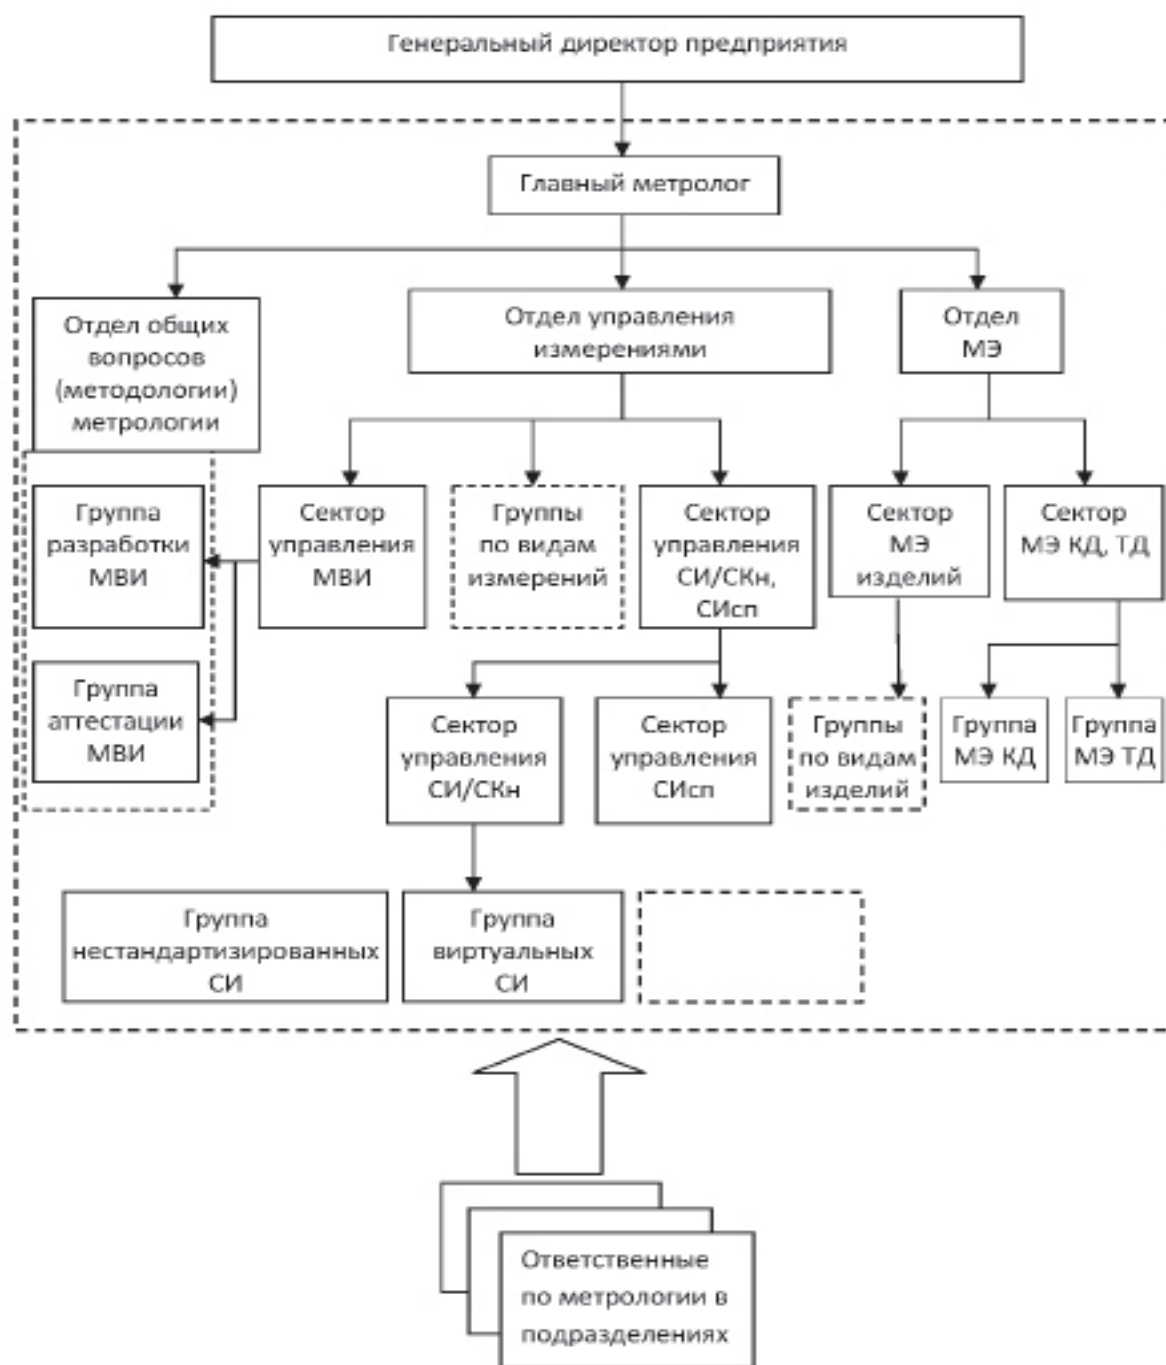 Генеральный директор предприятия
Главный метролог
Отдел общих
вопросов
(методологии)
метрологии
Отдел управления
измерениями
Отдел
МЭ
Группа
разработки
МВИ
Сектор
управления
МВИ
Группы
по видам
измерений
Сектор
управления
СИ/СКн,
СИсп
Сектор
МЭ
изделий
Сектор
МЭ КД, ТД
Группа
аттестации
МВИ
Сектор
управления
СИ/СКн
Сектор
управления
СИсп
Группы
по видам
изделий
Группа
МЭ КД
Группа
МЭ ТД
Группа
нестандартизированных
СИ
Группа
виртуальных
СИ
Ответственные
по метрологии в
подразделениях